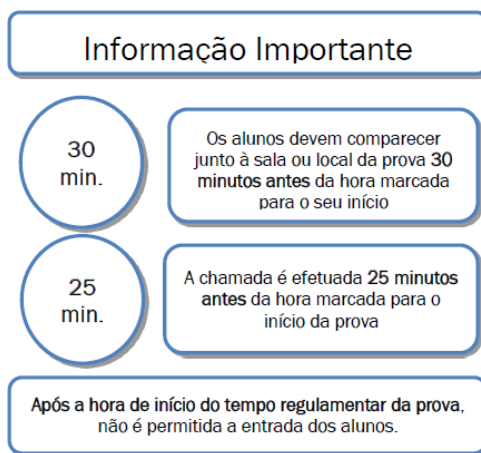 Informação Importante
30
min.
Os alunos devem comparecer
junto à sala ou local da prova 30
minutos antes da hora marcada
para o seu início
25
min.
A chamada é efetuada 25 minutos
antes da hora marcada para o
início da prova
Após a hora de início do tempo regulamentar da prova,
não é permitida a entrada dos alunos.